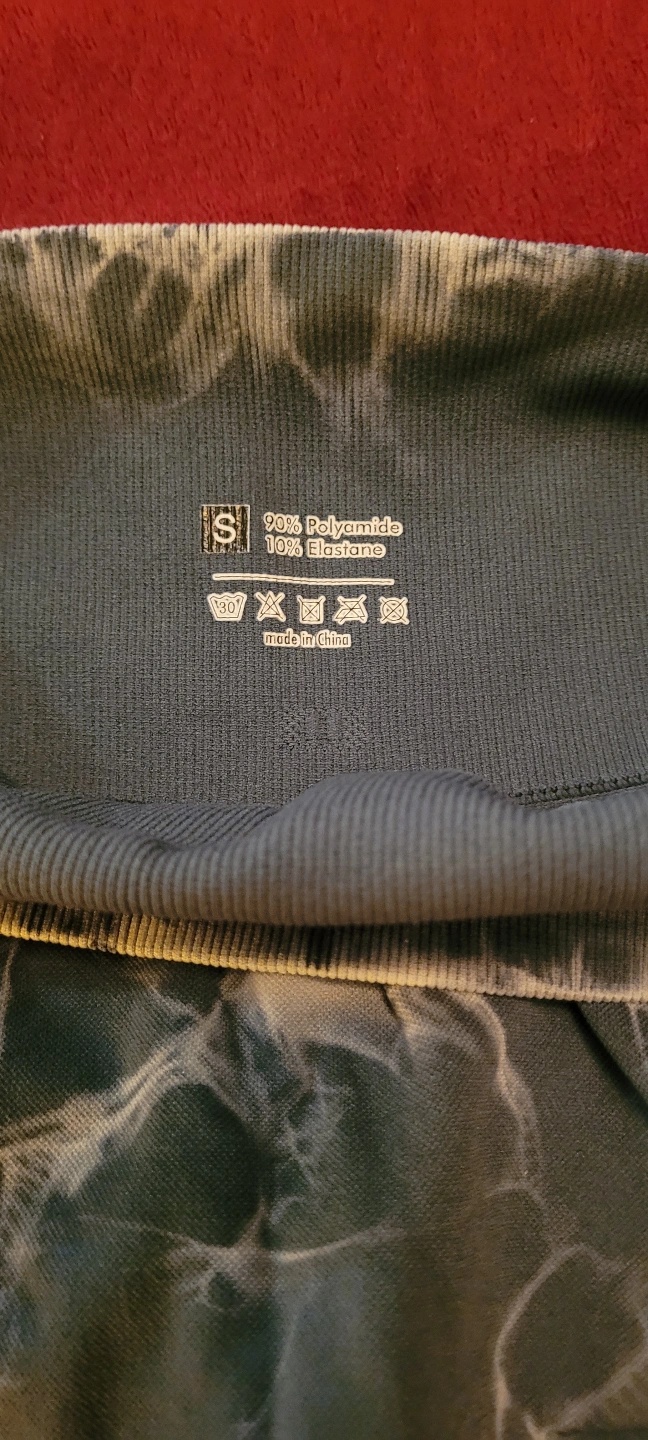 S
90% Polyamide
10% Elastane
30
made in China